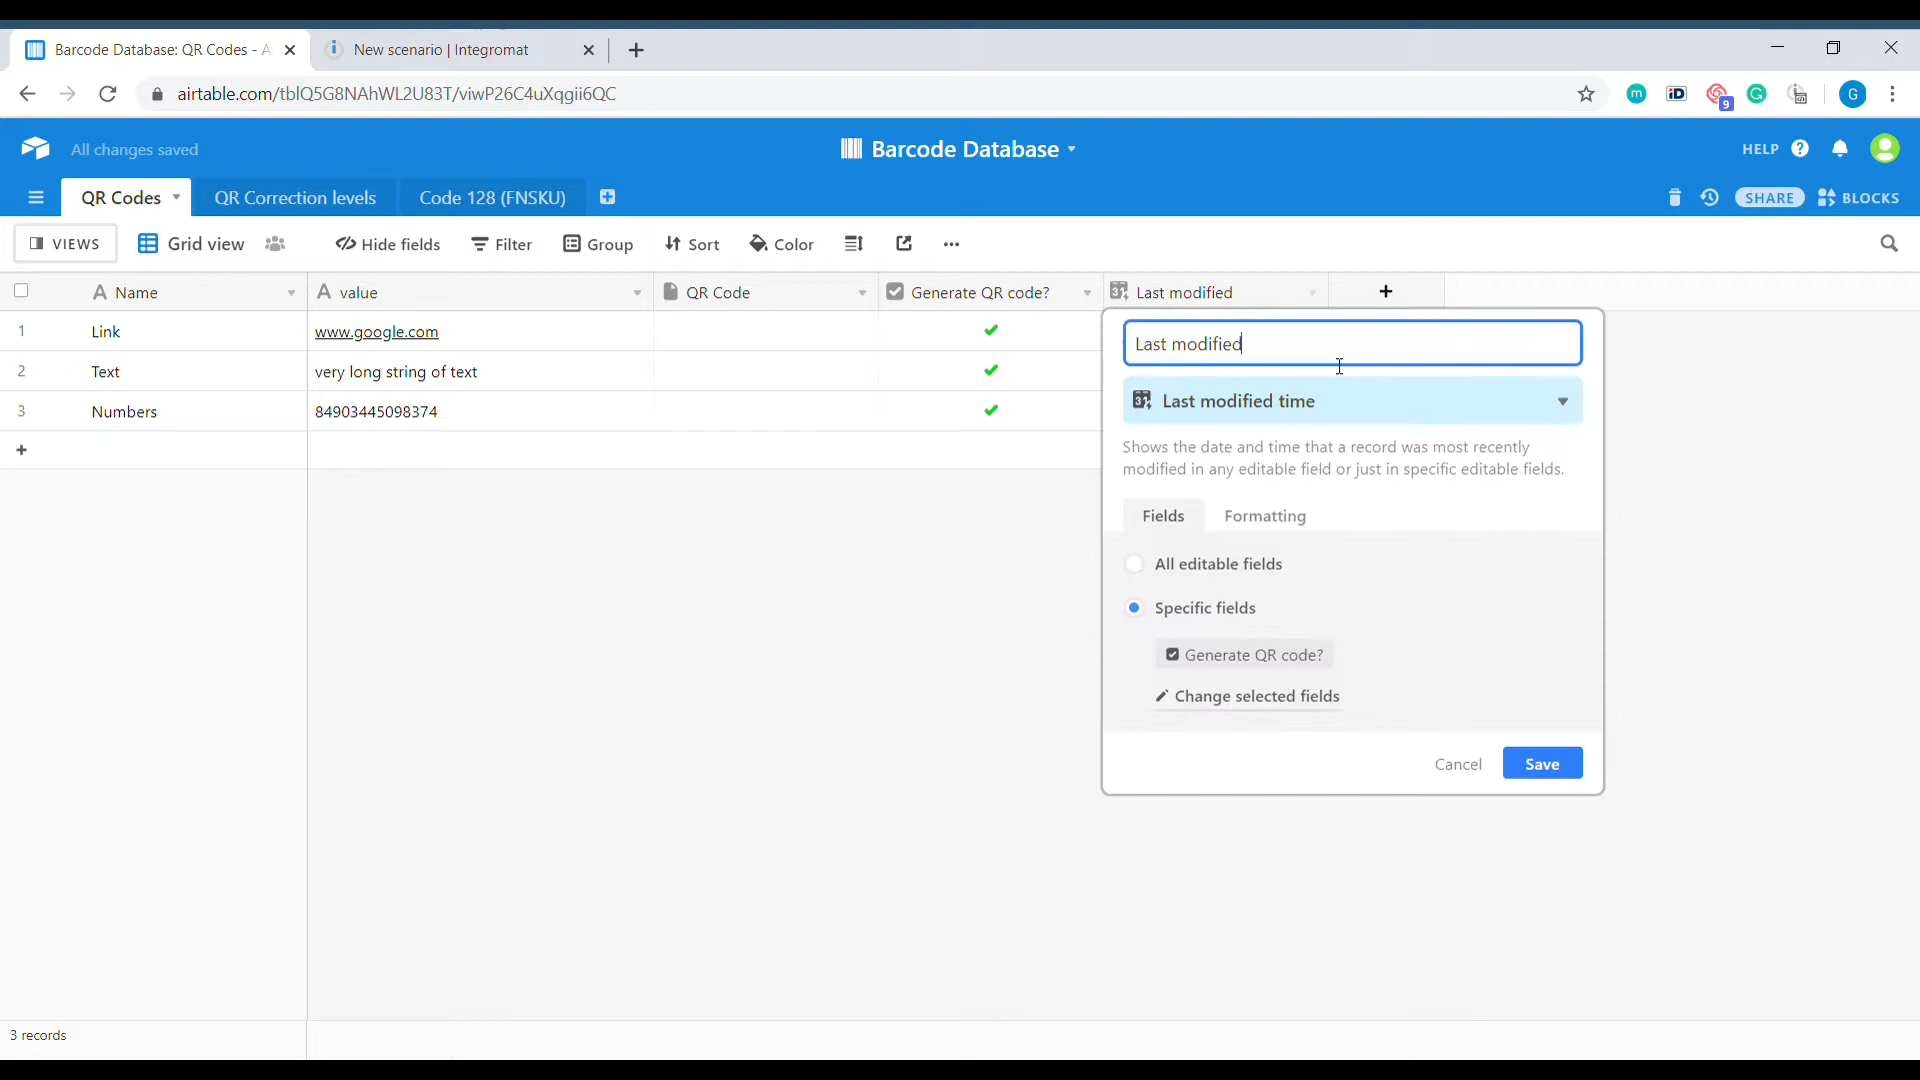 Barcode Database: QR Codes - A
New scenario | Integromat
airtable.com/tblQ5G8NAhWL2U83T/viwP26C4uXqgii6QC
m
iD
9
G
G
All changes saved
Barcode Database
HELP ?
QR Codes
QR Correction levels
Code 128 (FNSKU)
SHARE
BLOCKS
VIEWS
Grid view
Hide fields
Filter
Group
Sort
Color
Name
value
QR Code
Generate QR code?
Last modified
1 Link www.google.com
2 Text very long string of text
3 Numbers 84903445098374
Last modified
31 Last modified time
Shows the date and time that a record was most recently
modified in any editable field or just in specific editable fields.
Fields
Formatting
All editable fields
Specific fields
Generate QR code?
Change selected fields
Cancel
Save
3 records